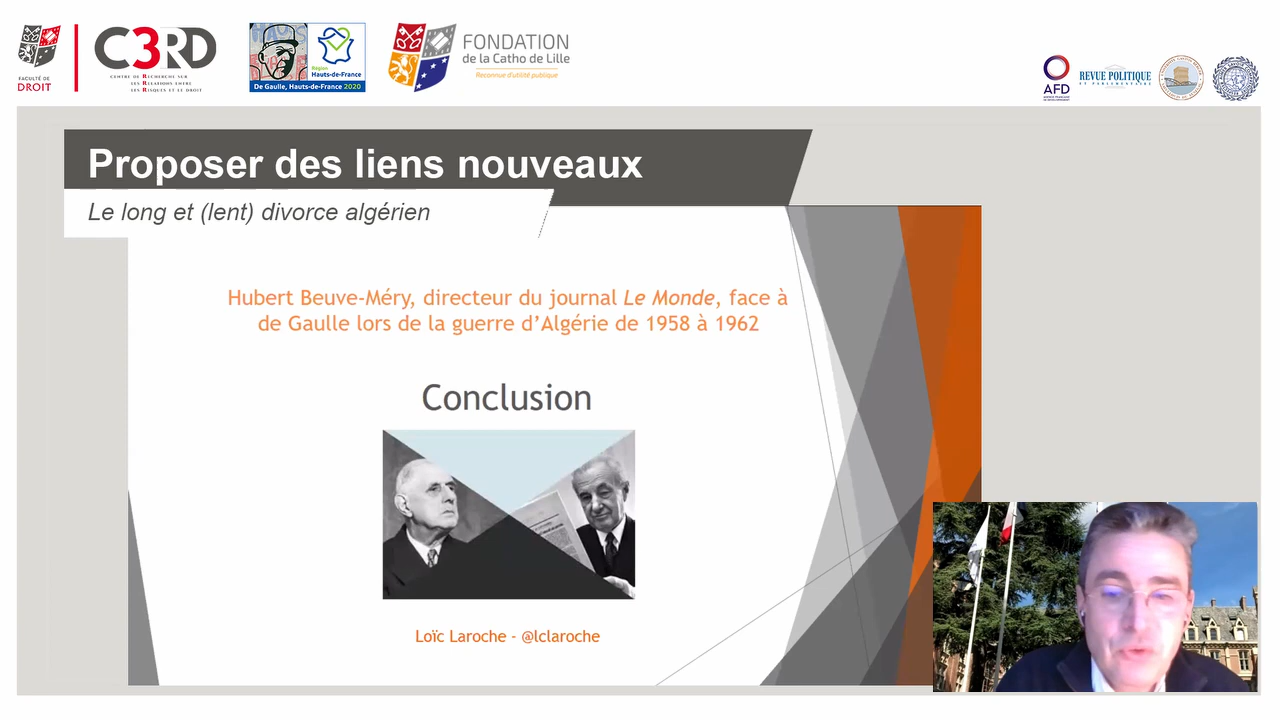 FACULTÉ DE
DROIT
C3RD
CENTRE DE RECHERCHE SUR
LES RELATIONS ENTRE
LES RISQUES ET LE DROIT
Région
Hauts-de-France
De Gaulle, Hauts-de-France 2020
FONDATION
de la Catho de Lille
Reconnue d'utilité publique
AFD
REVUE POLITIQUE
ET PARLEMENTAIRE
Proposer des liens nouveaux
Le long et (lent) divorce algérien
Hubert Beuve-Méry, directeur du journal Le Monde, face à
de Gaulle lors de la guerre d'Algérie de 1958 à 1962
Conclusion
Loïc Laroche - @lclaroche